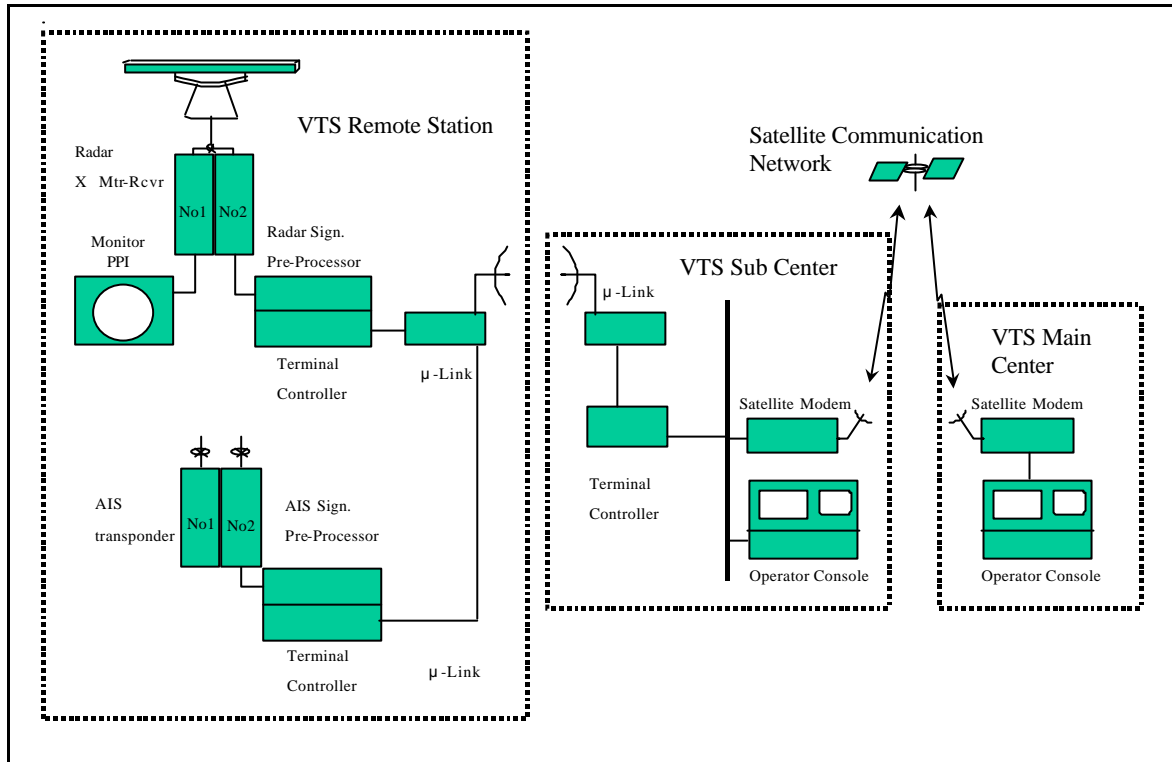 VTS Remote Station
Radar
X Mtr-Rcvr
No1
No2
Monitor
PPI
Radar Sign.
Pre-Processor
Terminal
Controller
μ-Link
AIS
transponder
No1
No2
AIS Sign.
Pre-Processor
Terminal
Controller
μ-Link
VTS Sub Center
μ-Link
Terminal
Controller
Satellite Modem
Operator Console
Satellite Communication
Network
VTS Main
Center
Satellite Modem
Operator Console